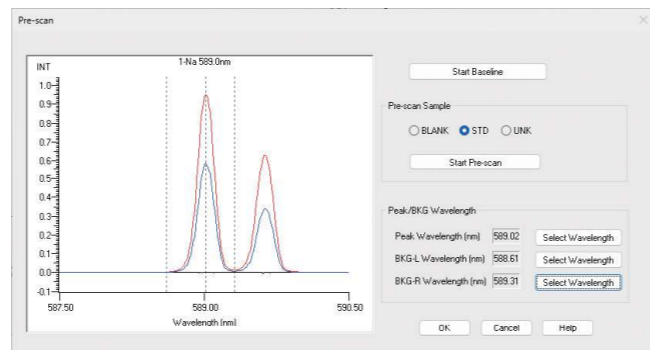 Pre-scan
INT
1-Na 589.0nm
1.0
0.9
0.8
0.7
0.6
0.5
0.4
0.3
0.2
0.1
0.0
-0.1
587.50
589.00
590.50
Wavelength (nm)
Start Baseline
Pre-scan Sample
BLANK STD UNK
Start Pre-scan
Peak/BKG Wavelength
Peak Wavelength (nm) 589.02 Select Wavelength
BKG-L Wavelength (nm) 588.61 Select Wavelength
BKG-R Wavelength (nm) 589.31 Select Wavelength
OK Cancel Help